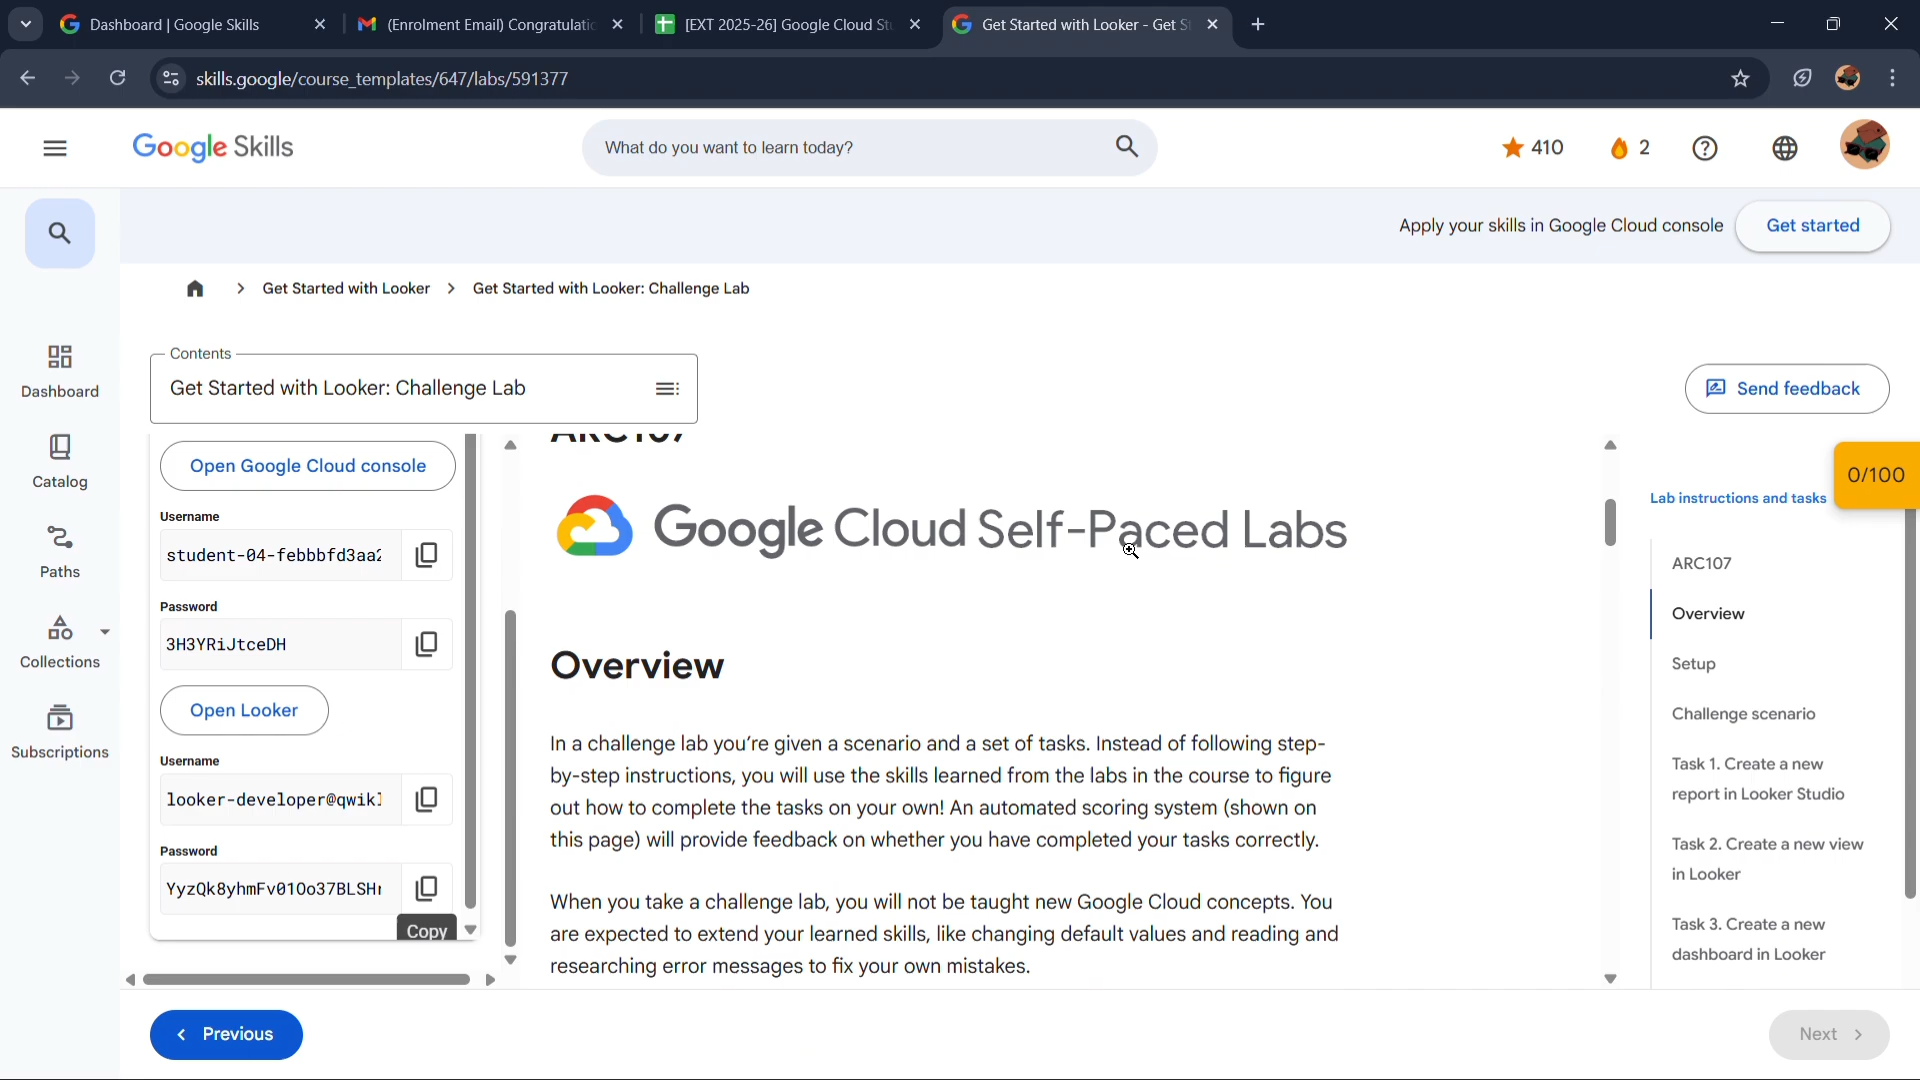 Dashboard | Google Skills
(Enrolment Email) Congratulatic
[EXT 2025-26] Google Cloud Stu
Get Started with Looker - Get S
skills.google/course_templates/647/labs/591377
Google Skills
What do you want to learn today?
410
2
Apply your skills in Google Cloud console
Get started
Get Started with Looker
Get Started with Looker: Challenge Lab
Contents
Get Started with Looker: Challenge Lab
Send feedback
Dashboard
Catalog
Paths
Collections
Subscriptions
Open Google Cloud console
Username
student-04-febbbfd3aa2
Password
3H3YRiJtceDH
Open Looker
Username
looker-developer@qwikl
Password
YyzQk8yhmFv01Oo37BLSHr
Copy
ARC107
Google Cloud Self-Paced Labs
Overview
In a challenge lab you're given a scenario and a set of tasks. Instead of following step-
by-step instructions, you will use the skills learned from the labs in the course to figure
out how to complete the tasks on your own! An automated scoring system (shown on
this page) will provide feedback on whether you have completed your tasks correctly.
When you take a challenge lab, you will not be taught new Google Cloud concepts. You
are expected to extend your learned skills, like changing default values and reading and
researching error messages to fix your own mistakes.
0/100
Lab instructions and tasks
ARC107
Overview
Setup
Challenge scenario
Task 1. Create a new
report in Looker Studio
Task 2. Create a new view
in Looker
Task 3. Create a new
dashboard in Looker
Previous
Next